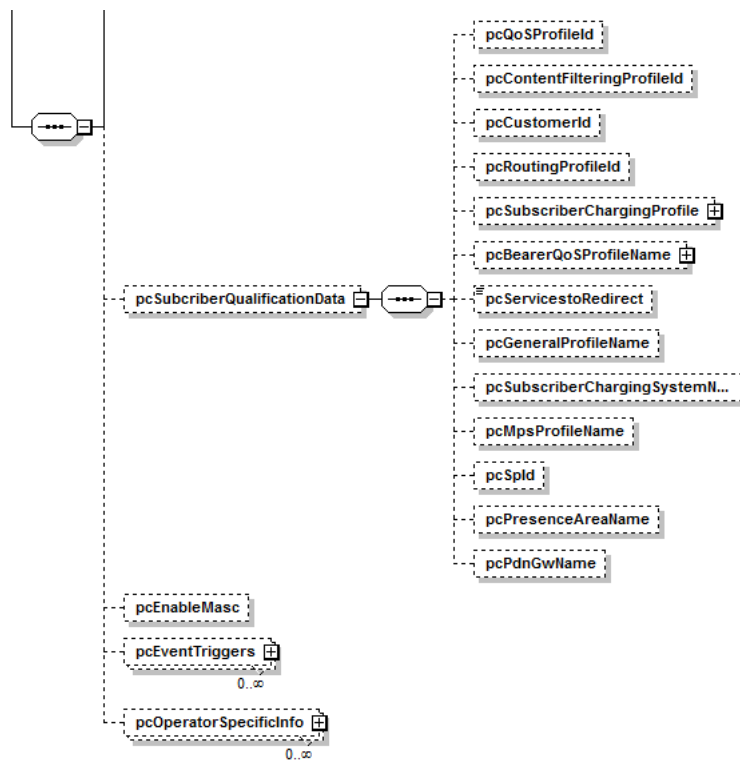 pcQoSProfileId
pcContentFilteringProfileId
pcCustomerId
pcRoutingProfileId
pcSubscriberChargingProfile
pcBearerQoSProfileName
pcSubcriberQualificationData
pcServicestoRedirect
pcGeneralProfileName
pcSubscriberChargingSystemN...
pcMpsProfileName
pcSpId
pcPresenceAreaName
pcPdnGwName
pcEnableMasc
pcEventTriggers
0..∞
pcOperatorSpecificInfo
0..∞